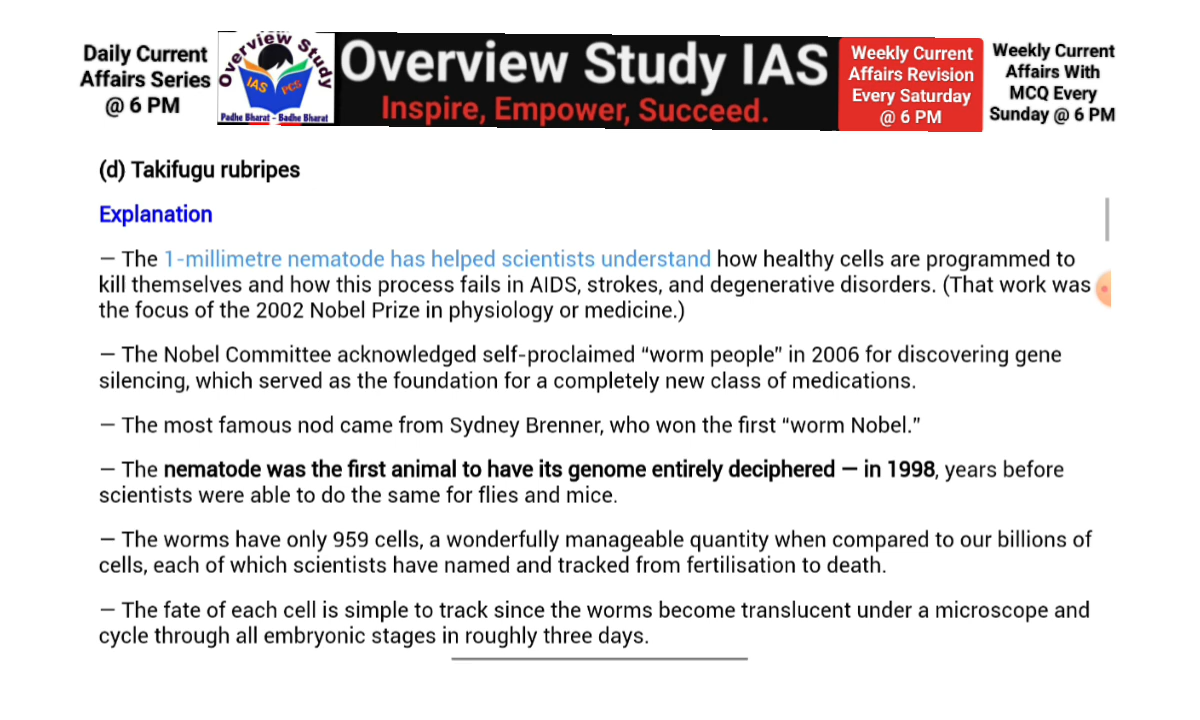 Daily Current
Affairs Series
@ 6 PM
Overview Study
IAS PCS
Padhe Bharat - Badhe Bharat
Overview Study IAS
Inspire, Empower, Succeed.
Weekly Current
Affairs Revision
Every Saturday
@ 6 PM
Weekly Current
Affairs With
MCQ Every
Sunday @ 6 PM
(d) Takifugu rubripes
Explanation
— The 1-millimetre nematode has helped scientists understand how healthy cells are programmed to
kill themselves and how this process fails in AIDS, strokes, and degenerative disorders. (That work was
the focus of the 2002 Nobel Prize in physiology or medicine.)
— The Nobel Committee acknowledged self-proclaimed “worm people” in 2006 for discovering gene
silencing, which served as the foundation for a completely new class of medications.
— The most famous nod came from Sydney Brenner, who won the first “worm Nobel.”
— The nematode was the first animal to have its genome entirely deciphered — in 1998, years before
scientists were able to do the same for flies and mice.
— The worms have only 959 cells, a wonderfully manageable quantity when compared to our billions of
cells, each of which scientists have named and tracked from fertilisation to death.
— The fate of each cell is simple to track since the worms become translucent under a microscope and
cycle through all embryonic stages in roughly three days.